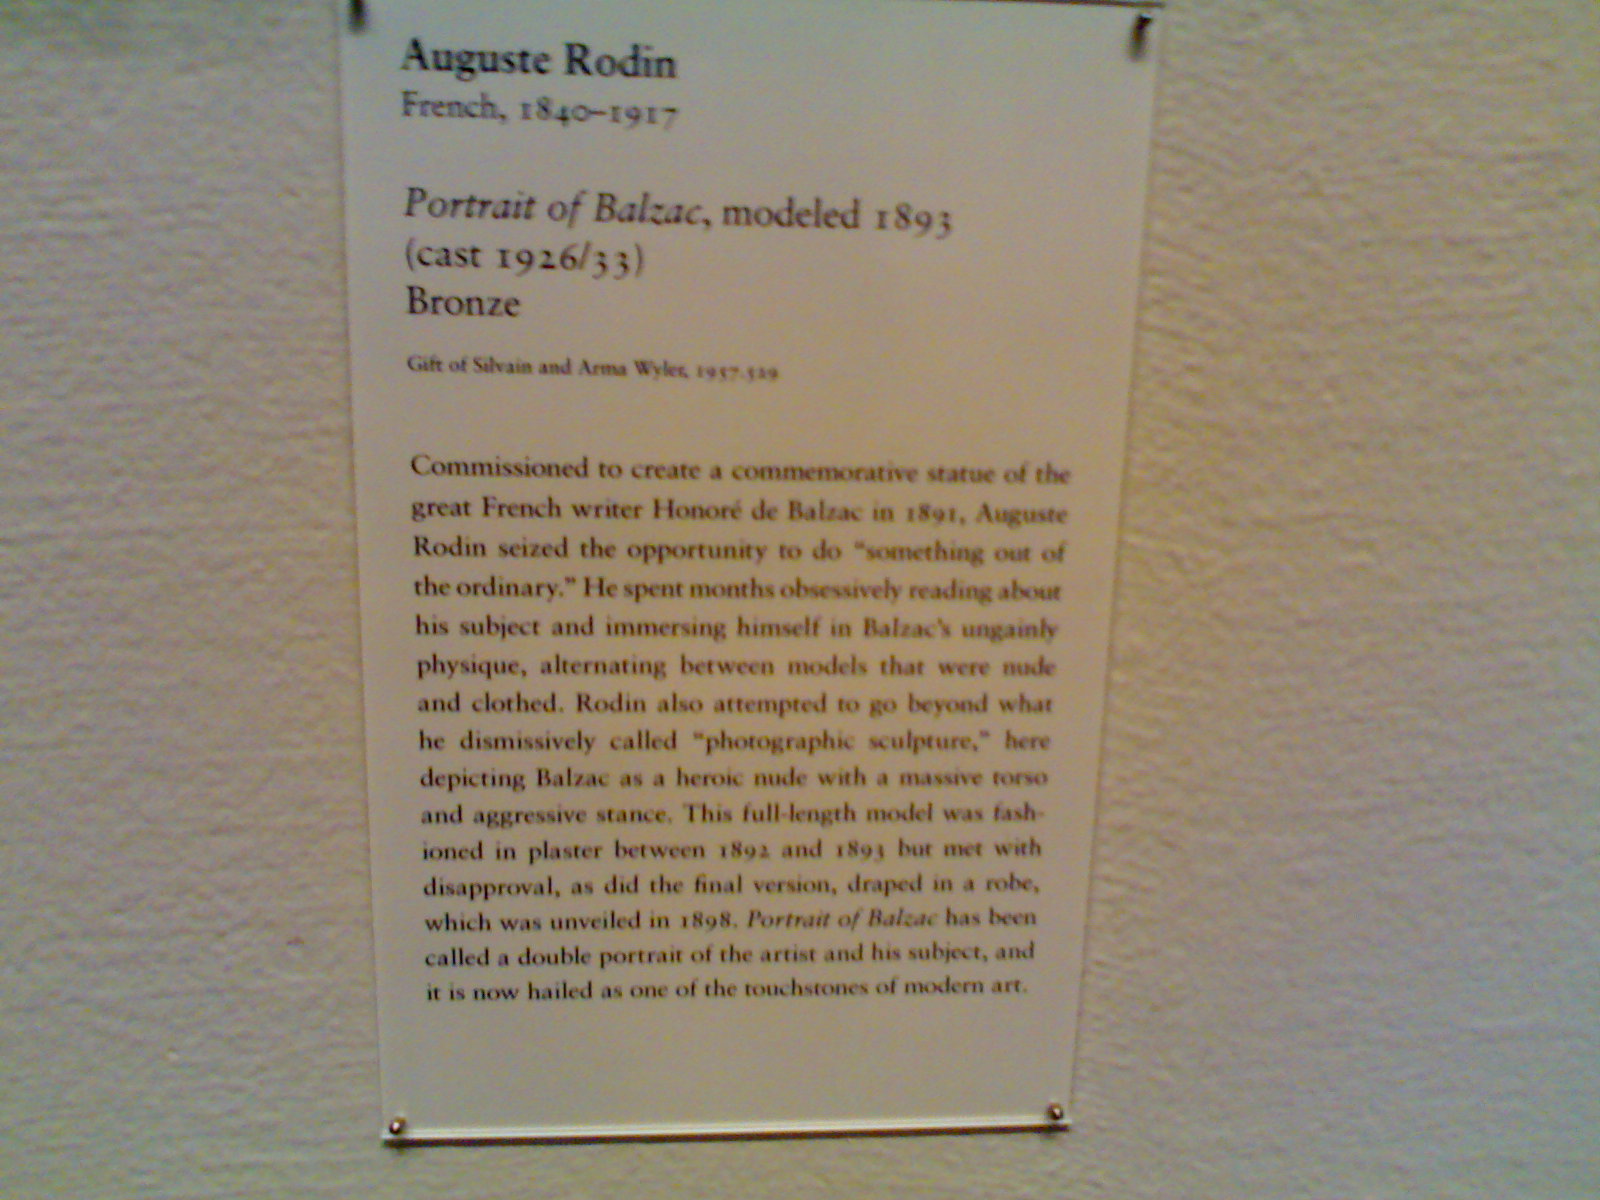 Auguste Rodin
French, 1840–1917
Portrait of Balzac, modeled 1893
(cast 1926/33)
Bronze
Gift of Silvain and Arma Wyler,
Commissioned to create a commemorative statue of the
great French writer Honoré de Balzac in 1891, Auguste
Rodin seized the opportunity to do “something out of
the ordinary.” He spent months obsessively reading about
his subject and immersing himself in Balzac’s ungainly
physique, alternating between models that were nude
and clothed. Rodin also attempted to go beyond what
he dismissively called “photographic sculpture,” here
depicting Balzac as a heroic nude with a massive torso
and aggressive stance. This full-length model was fash-
ioned in plaster between 1892 and 1893 but met with
disapproval, as did the final version, draped in a robe,
which was unveiled in 1898. Portrait of Balzac has been
called a double portrait of the artist and his subject, and
it is now hailed as one of the touchstones of modern art.